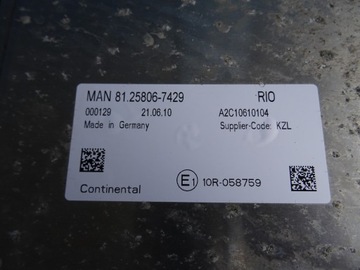 MAN 81.25806-7429 RIO
000129 21.06.10 A2C10610104
Made in Germany Supplier-Code: KZL
Continental E1 10R-058759